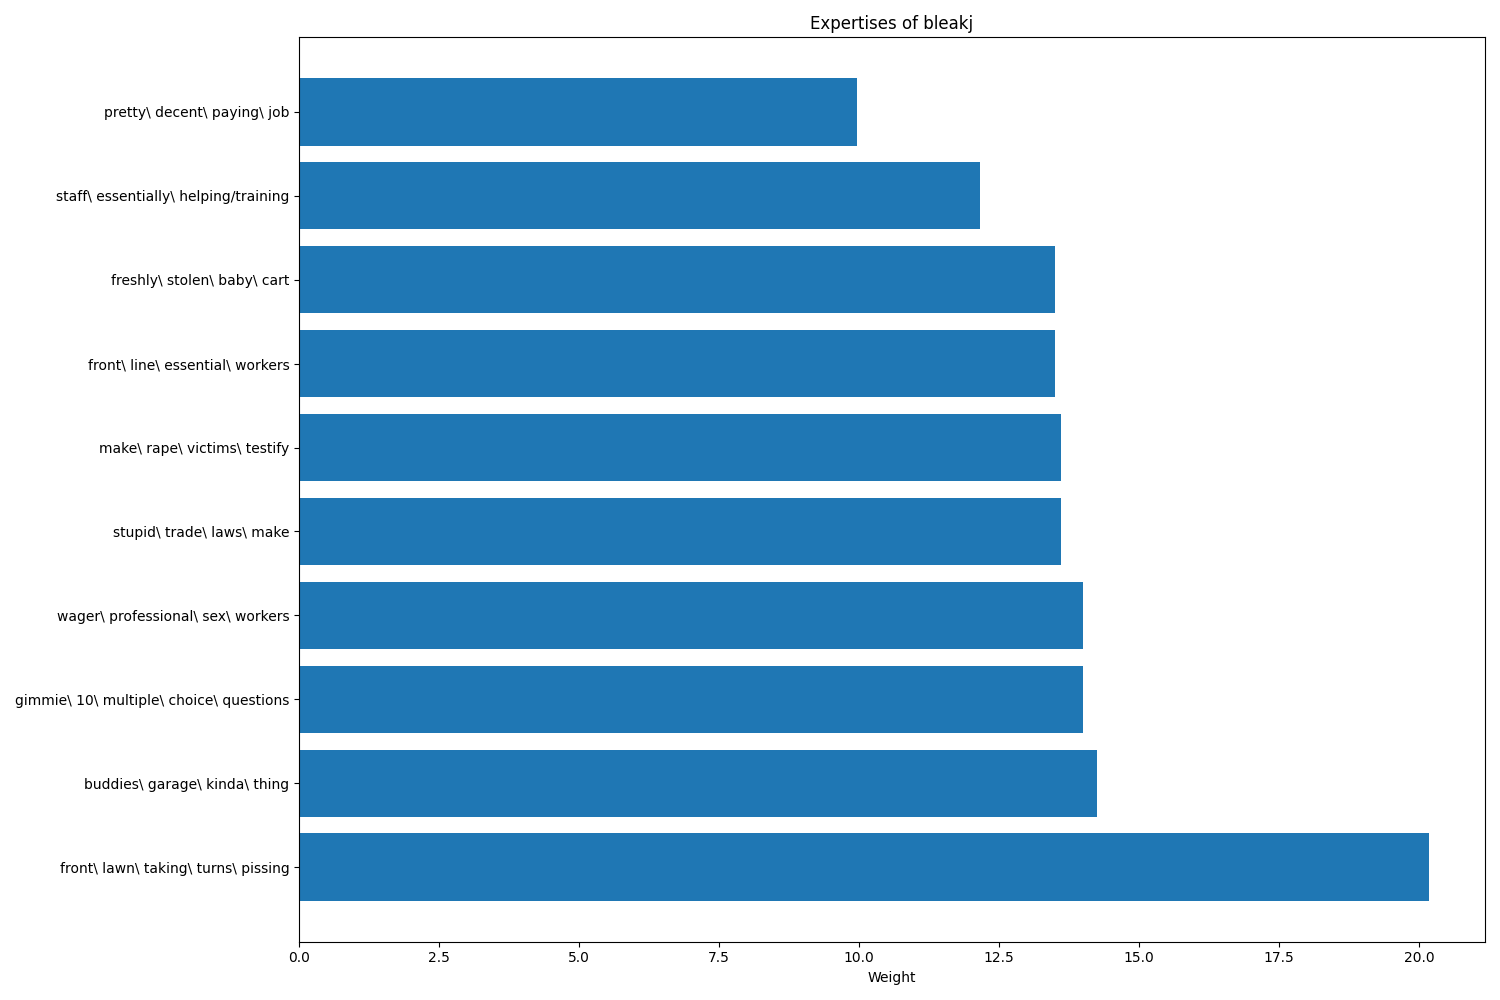 Expertises of bleakj
pretty\ decent\ paying\ job
staff\ essentially\ helping/training
freshly\ stolen\ baby\ cart
front\ line\ essential\ workers
make\ rape\ victims\ testify
stupid\ trade\ laws\ make
wager\ professional\ sex\ workers
gimmie\ 10\ multiple\ choice\ questions
buddies\ garage\ kinda\ thing
front\ lawn\ taking\ turns\ pissing
0.0 2.5 5.0 7.5 10.0 12.5 15.0 17.5 20.0
Weight